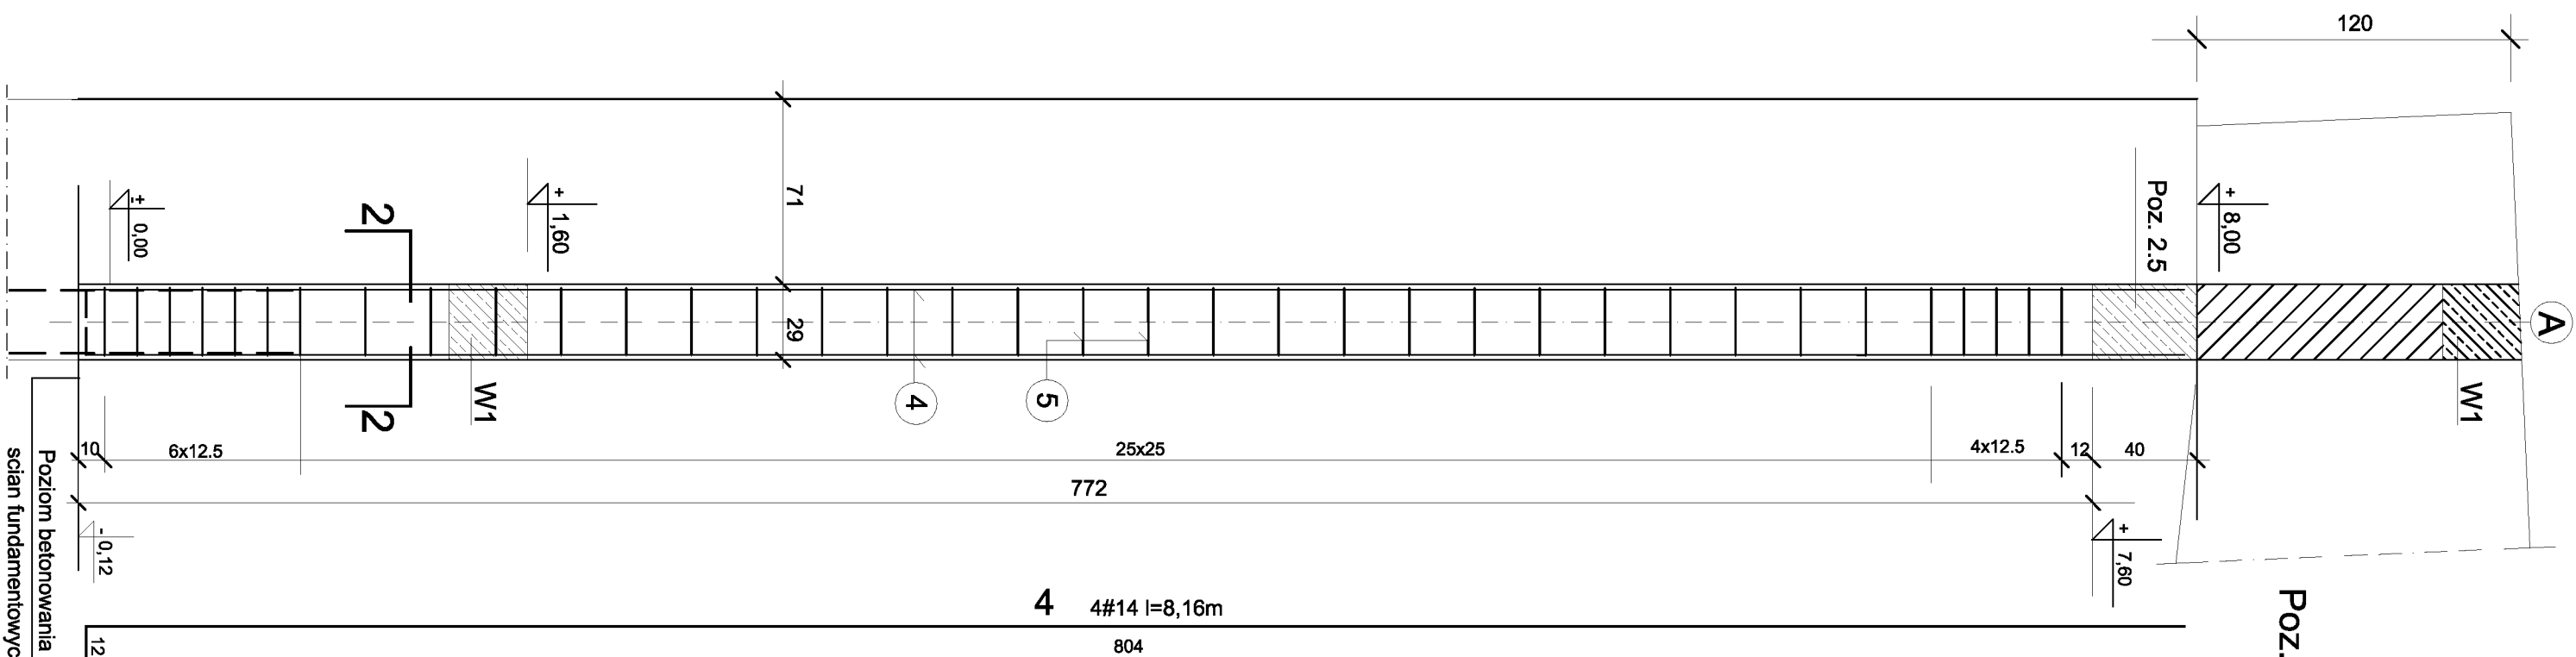 120
71
+ 0,00
2
+ 1,60
Poz. 2.5
+ 8,00
29
A
2
W1
4
5
W1
10
6x12.5
25x25
4x12.5
12
40
772
Poziom betonowania
scian fundamentowyc
- 0,12
+ 7,60
4 4#14 l=8,16m
804
12
Poz.